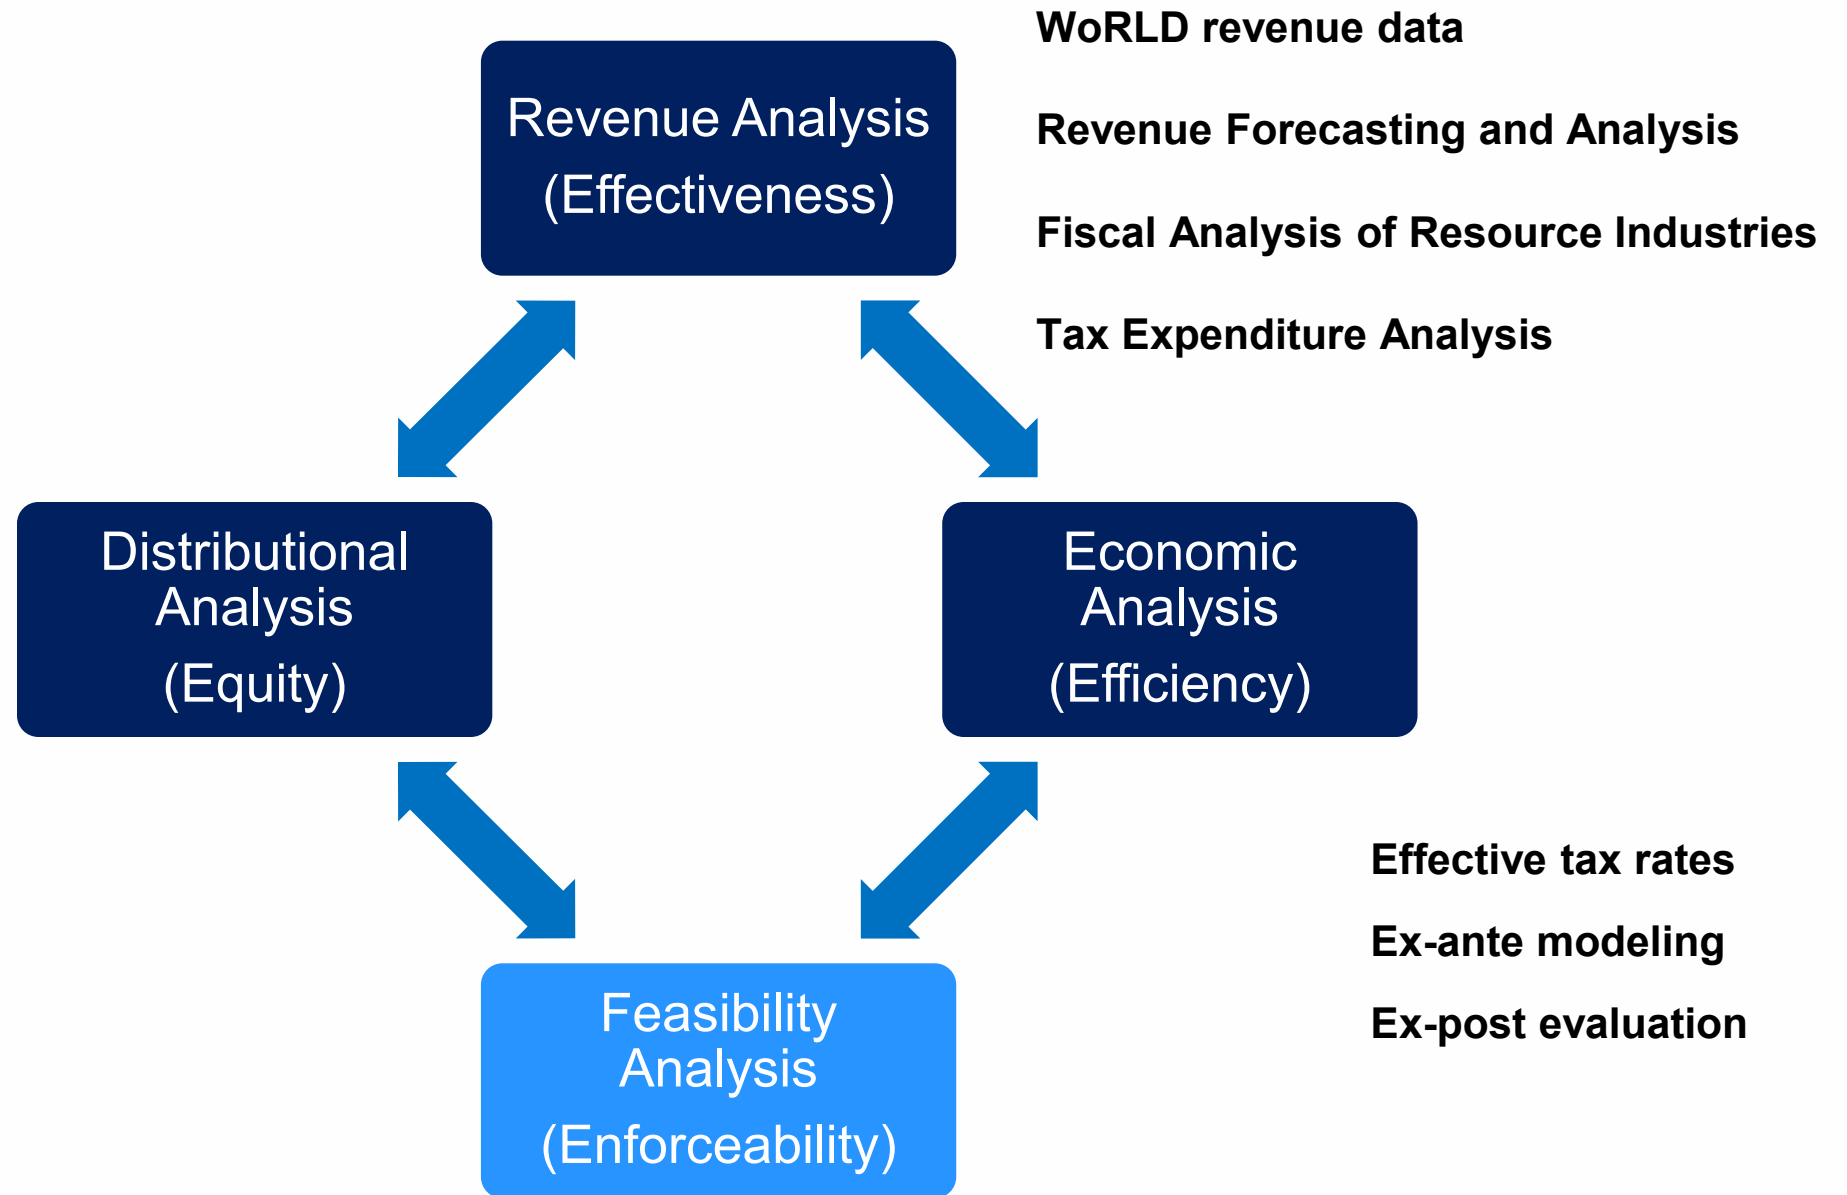 WoRLD revenue data
Revenue Analysis
(Effectiveness)
Revenue Forecasting and Analysis
Fiscal Analysis of Resource Industries
Tax Expenditure Analysis
Distributional
Analysis
(Equity)
Economic
Analysis
(Efficiency)
Effective tax rates
Ex-ante modeling
Ex-post evaluation
Feasibility
Analysis
(Enforceability)